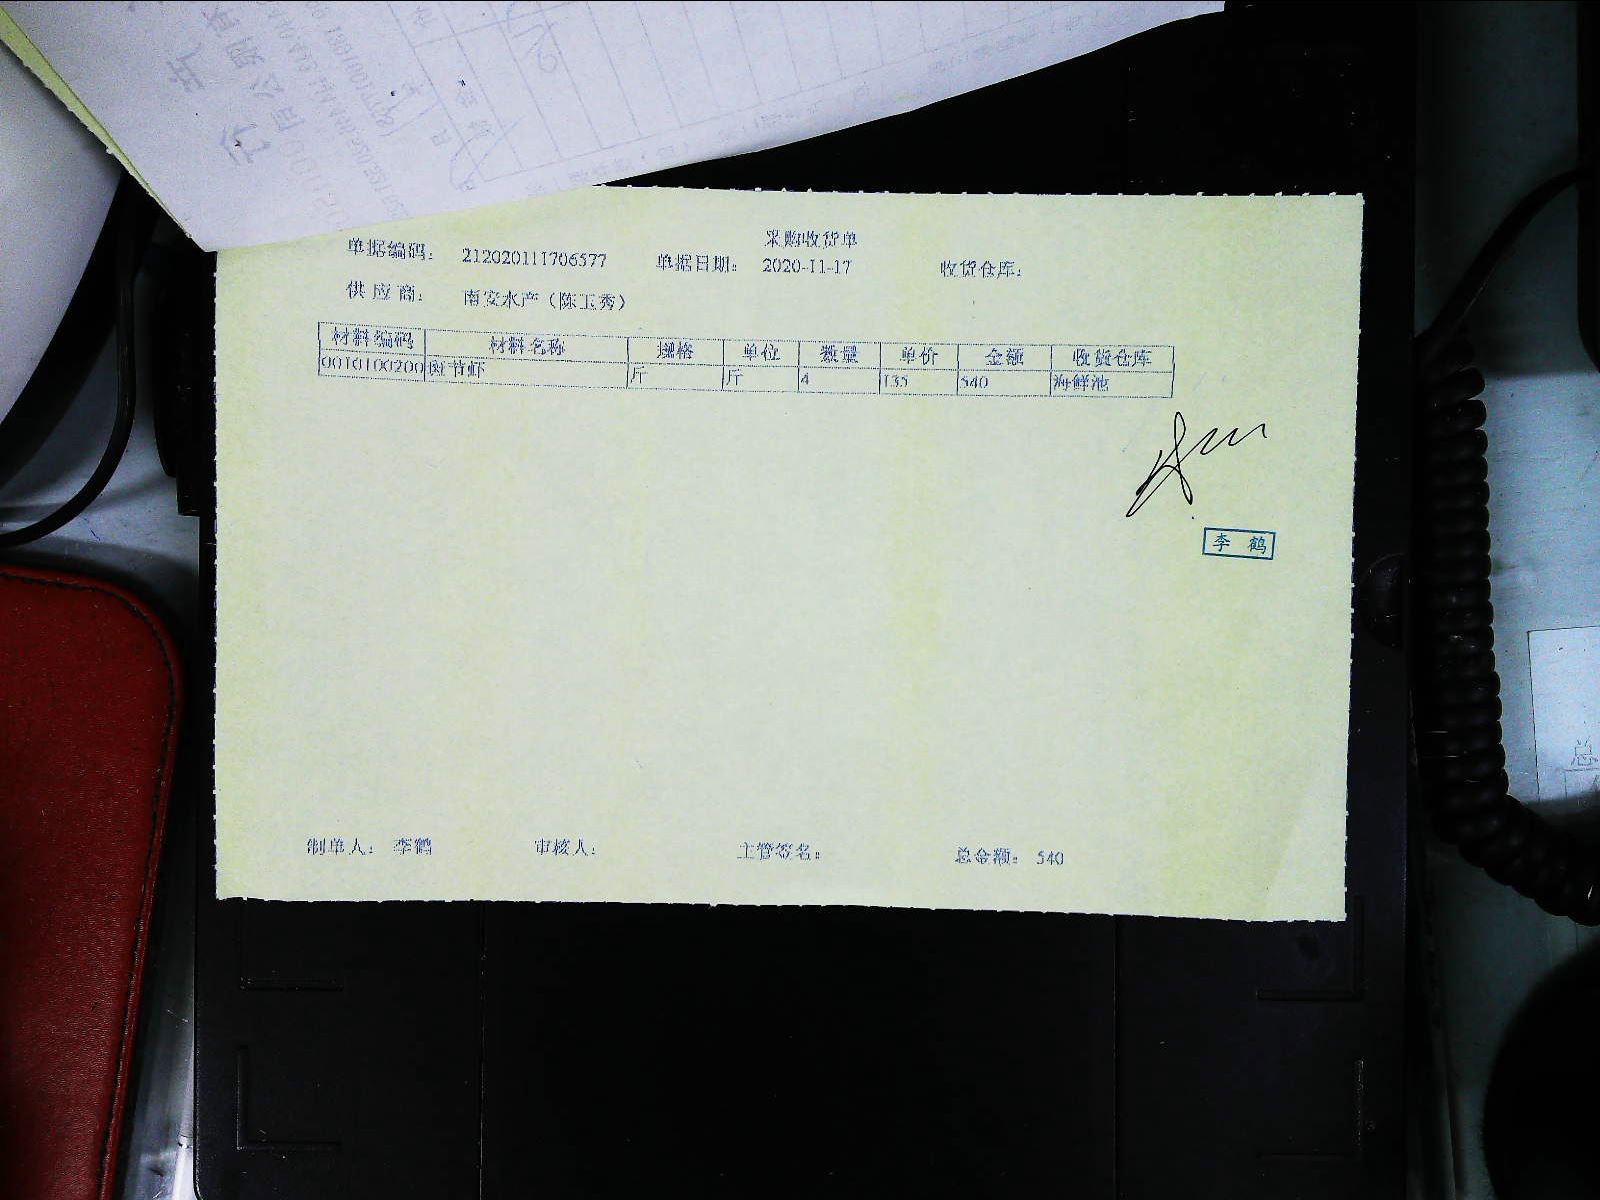 采购收货单
单据编码: 212020111706577 单据日期: 2020-11-17 收货仓库:
供应商: 南安水产（陈玉秀）
材料编码 材料名称 规格 单位 数量 单价 金额 收货仓库
0010100200 斑节虾 斤 斤 4 135 540 海鲜池
李鹤
制单人: 李鹤 审核人: 主管签名: 总金额: 540
总